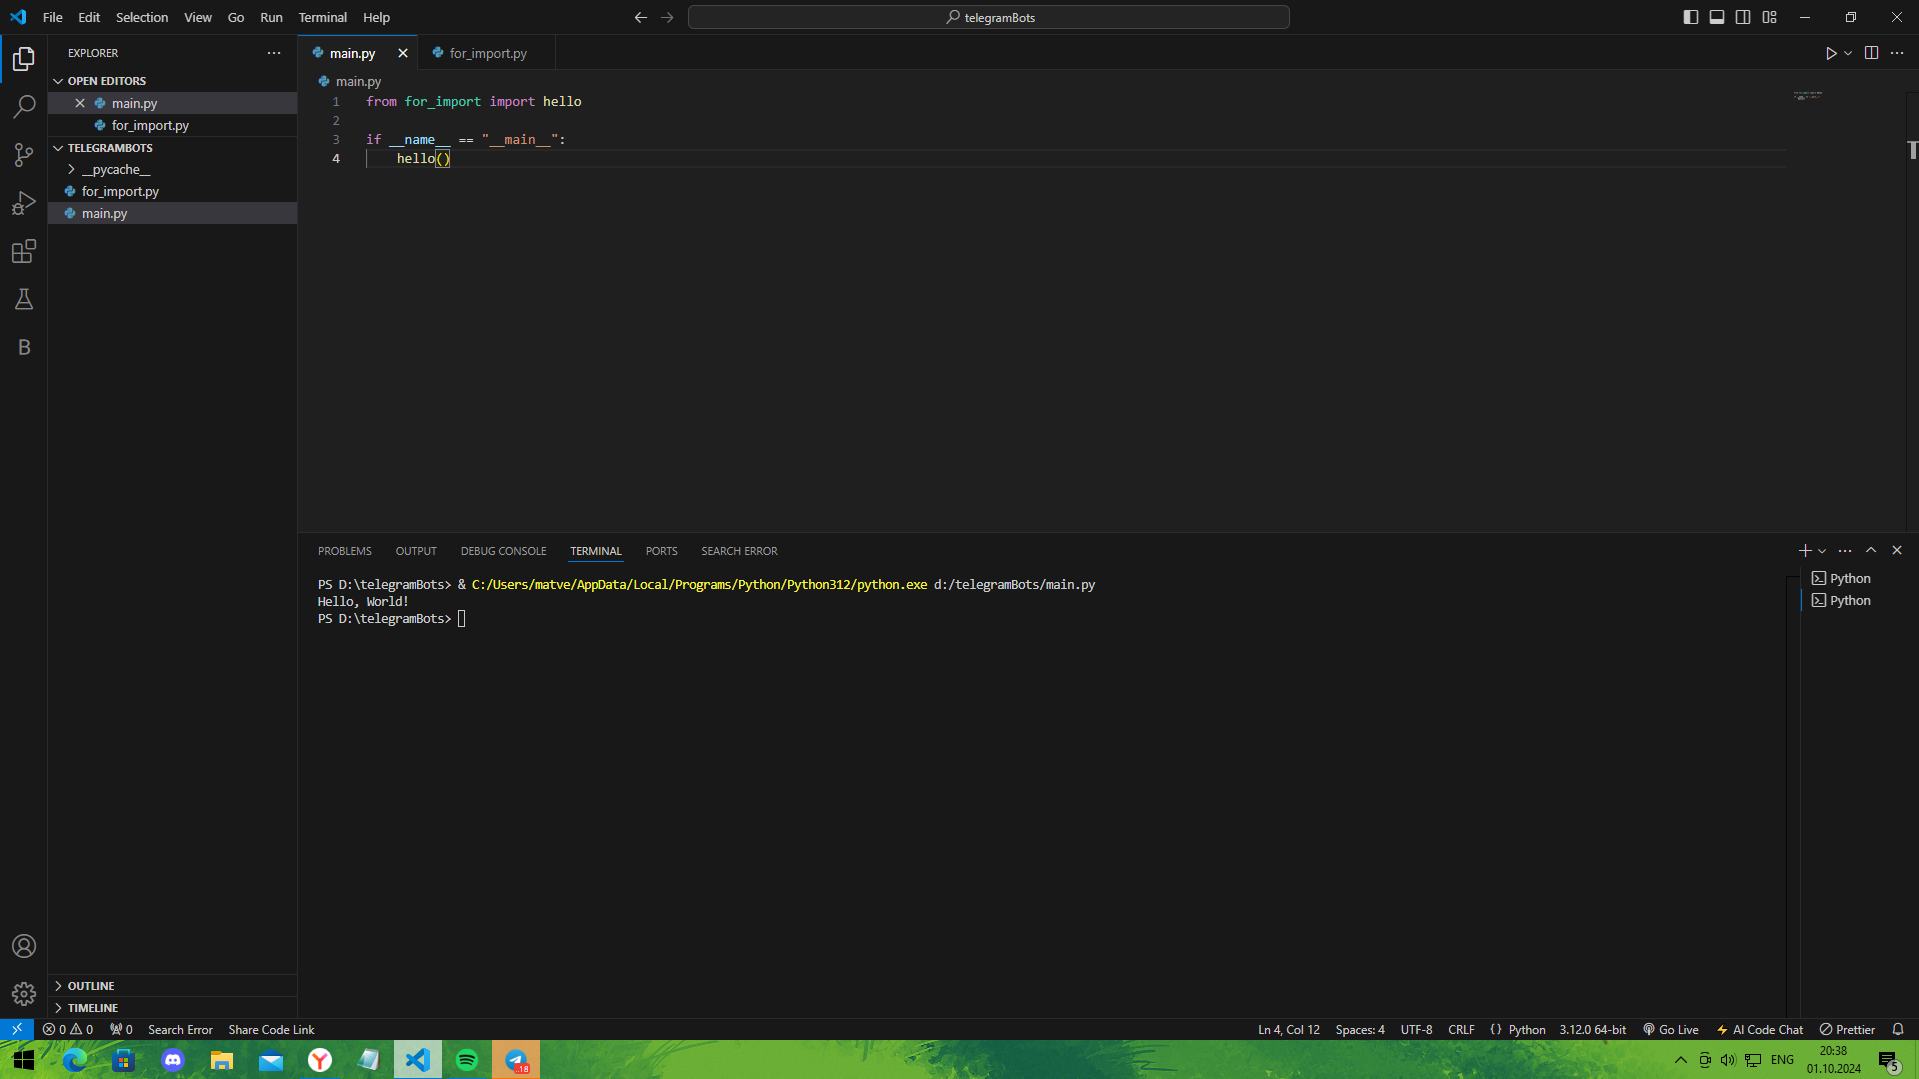 File Edit Selection View Go Run Terminal Help
telegramBots
EXPLORER
OPEN EDITORS
main.py
for_import.py
TELEGRAMBOTS
__pycache__
for_import.py
main.py
OUTLINE
TIMELINE
main.py
for_import.py
main.py
1 from for_import import hello
2
3 if __name__ == "__main__":
4 hello()
PROBLEMS OUTPUT DEBUG CONSOLE TERMINAL PORTS SEARCH ERROR
PS D:\telegramBots> & C:/Users/matve/AppData/Local/Programs/Python/Python312/python.exe d:/telegramBots/main.py
Hello, World!
PS D:\telegramBots>
Python
Python
0 0 0 Search Error Share Code Link
Ln 4, Col 12 Spaces: 4 UTF-8 CRLF {} Python 3.12.0 64-bit Go Live AI Code Chat Prettier
.18
ENG
20:38
01.10.2024
5